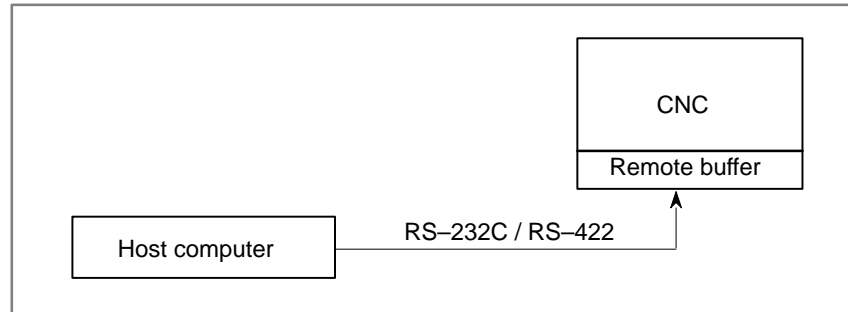 CNC
Remote buffer
RS–232C / RS–422
Host computer